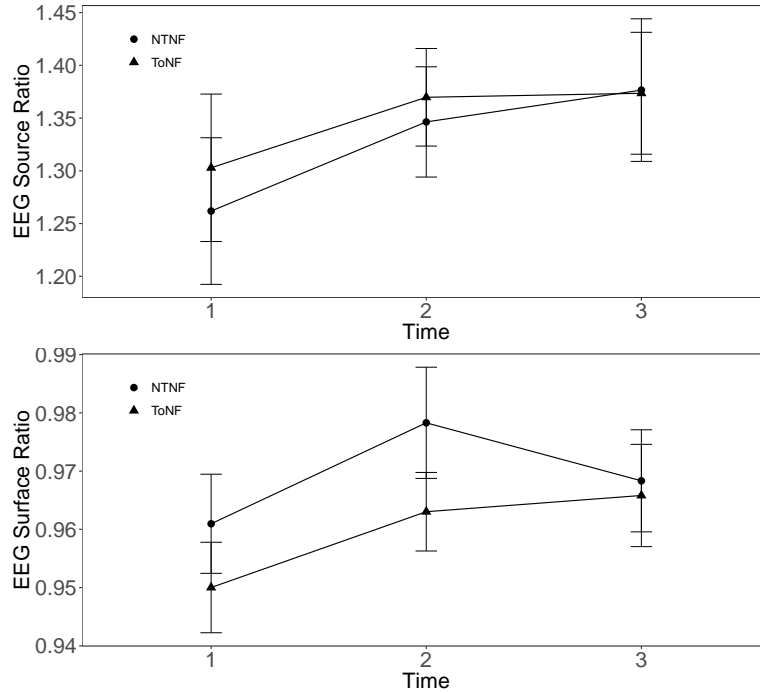 1.45
1.40
1.35
1.30
1.25
1.20
EEG Source Ratio
NTNF
ToNF
1 2 3
Time
0.99
0.98
0.97
0.96
0.95
0.94
EEG Surface Ratio
NTNF
ToNF
1 2 3
Time